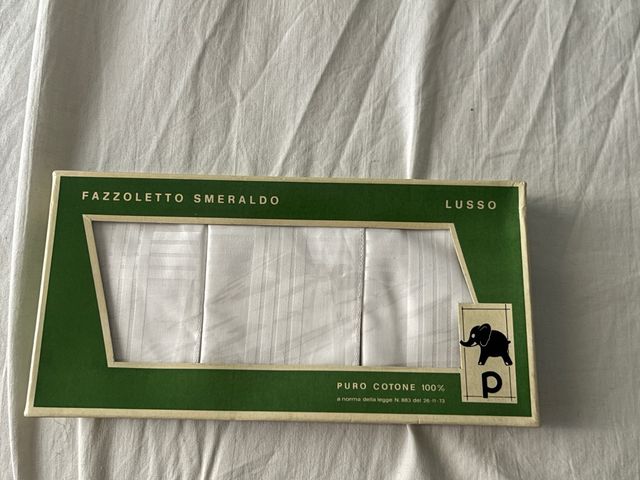 FAZZOLETTO SMERALDO
LUSSO
PURO COTONE 100%
a norma della legge N. 883 del 26-11-73
p